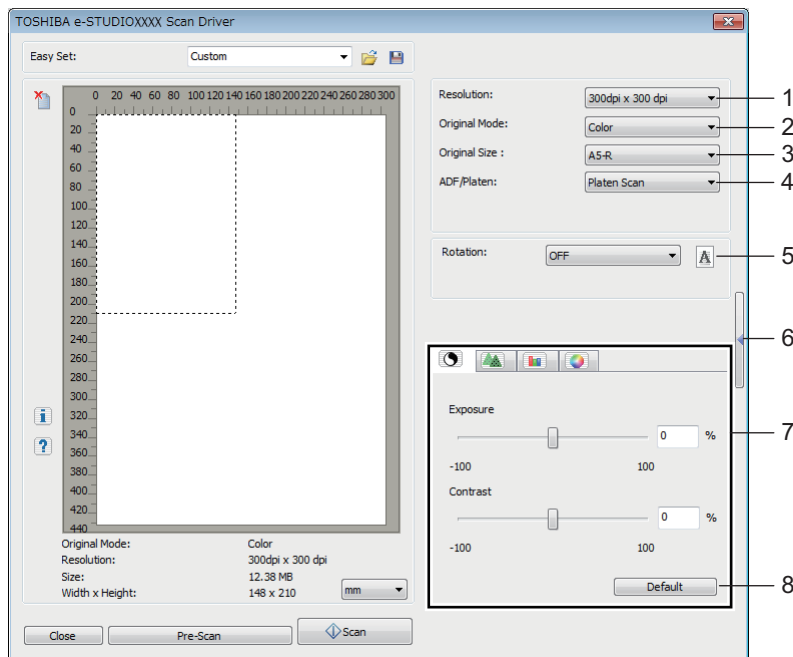 TOSHIBA e-STUDIOXXXX Scan Driver
Easy Set:
Custom
0 20 40 60 80 100 120 140 160 180 200 220 240 260 280 300
0
20
40
60
80
100
120
140
160
180
200
220
240
260
280
300
320
340
360
380
400
420
440
Original Mode: Color
Resolution: 300dpi x 300 dpi
Size: 12.38 MB
Width x Height: 148 x 210 mm
Close Pre-Scan Scan
Resolution: 300dpi x 300 dpi 1
Original Mode: Color 2
Original Size : A5-R 3
ADF/Platen: Platen Scan 4
Rotation: OFF A 5
6
Exposure
0 %
7
-100 100
Contrast
0 %
-100 100
Default 8